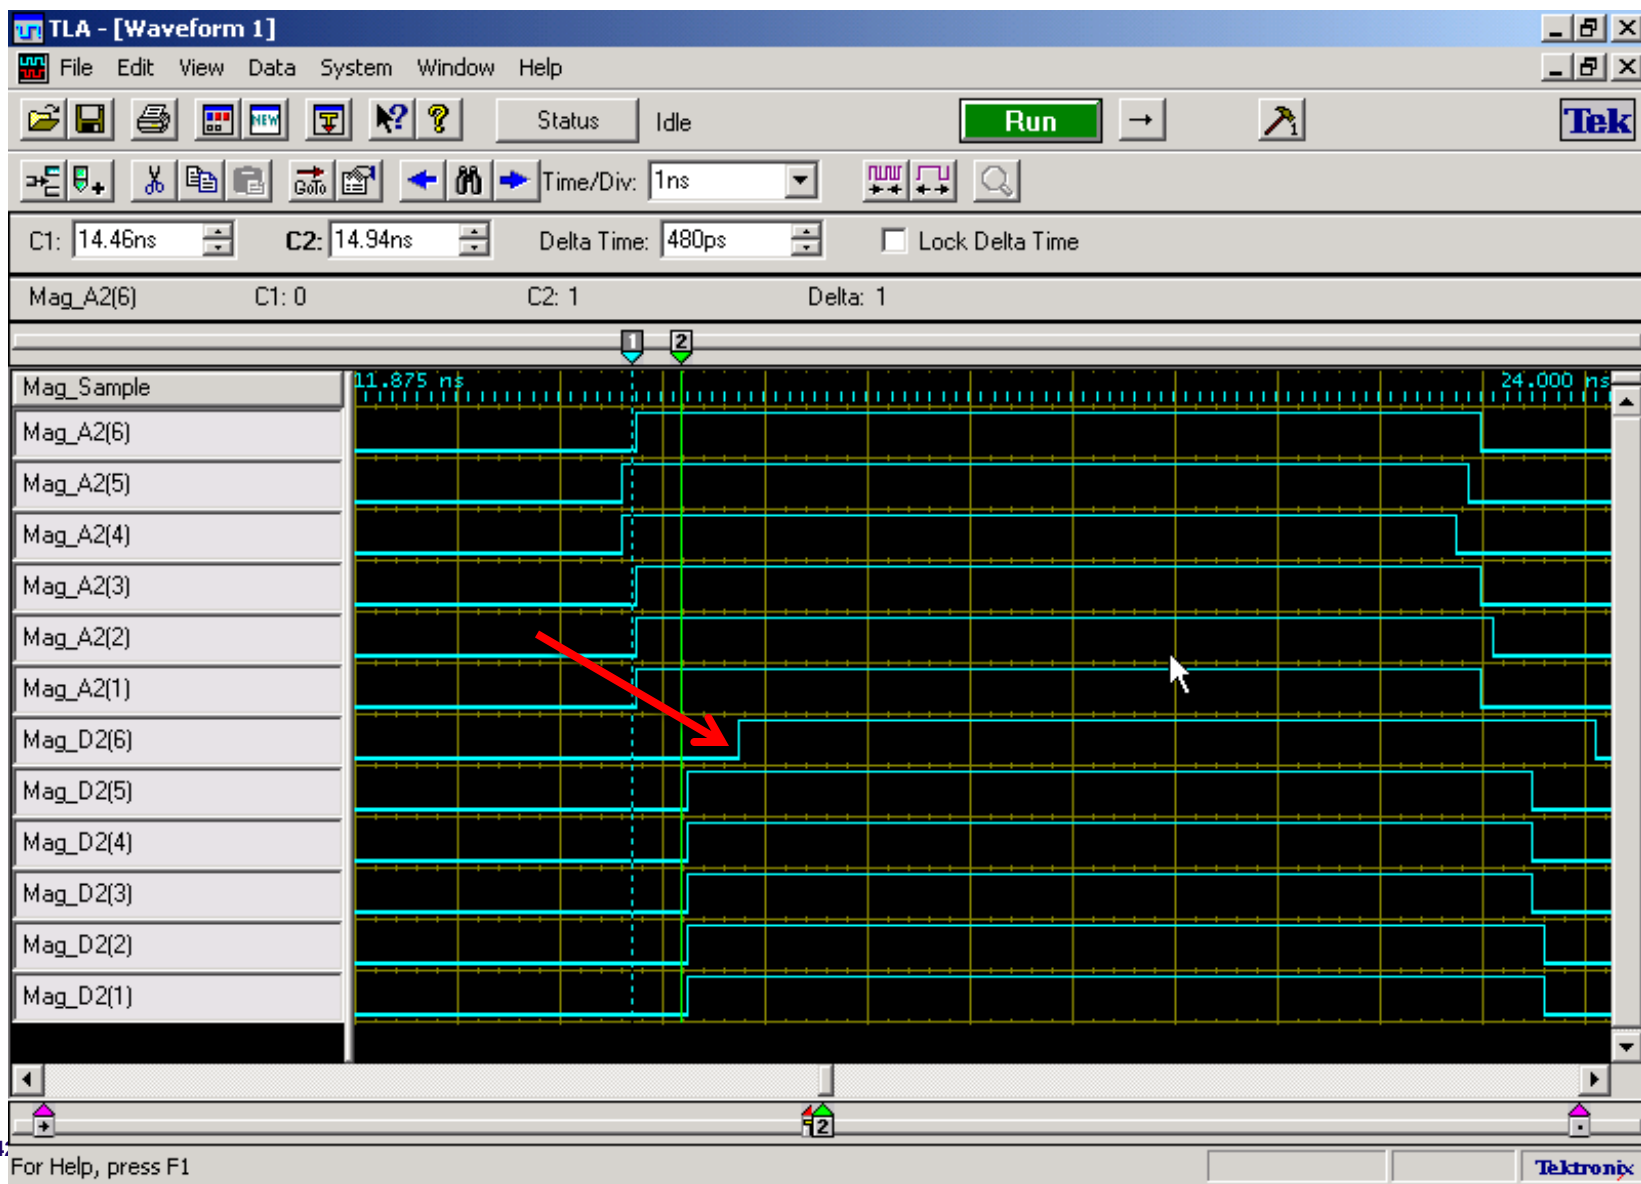 TLA - [Waveform 1]
File Edit View Data System Window Help
NEW Status Idle Run Tek
GoTo Time/Div: 1ns
C1: 14.46ns C2: 14.94ns Delta Time: 480ps Lock Delta Time
Mag_A2(6) C1: 0 C2: 1 Delta: 1
1 2
Mag_Sample 11.875 ns 24.000 ns
Mag_A2(6)
Mag_A2(5)
Mag_A2(4)
Mag_A2(3)
Mag_A2(2)
Mag_A2(1)
Mag_D2(6)
Mag_D2(5)
Mag_D2(4)
Mag_D2(3)
Mag_D2(2)
Mag_D2(1)
2
For Help, press F1 Tektronix